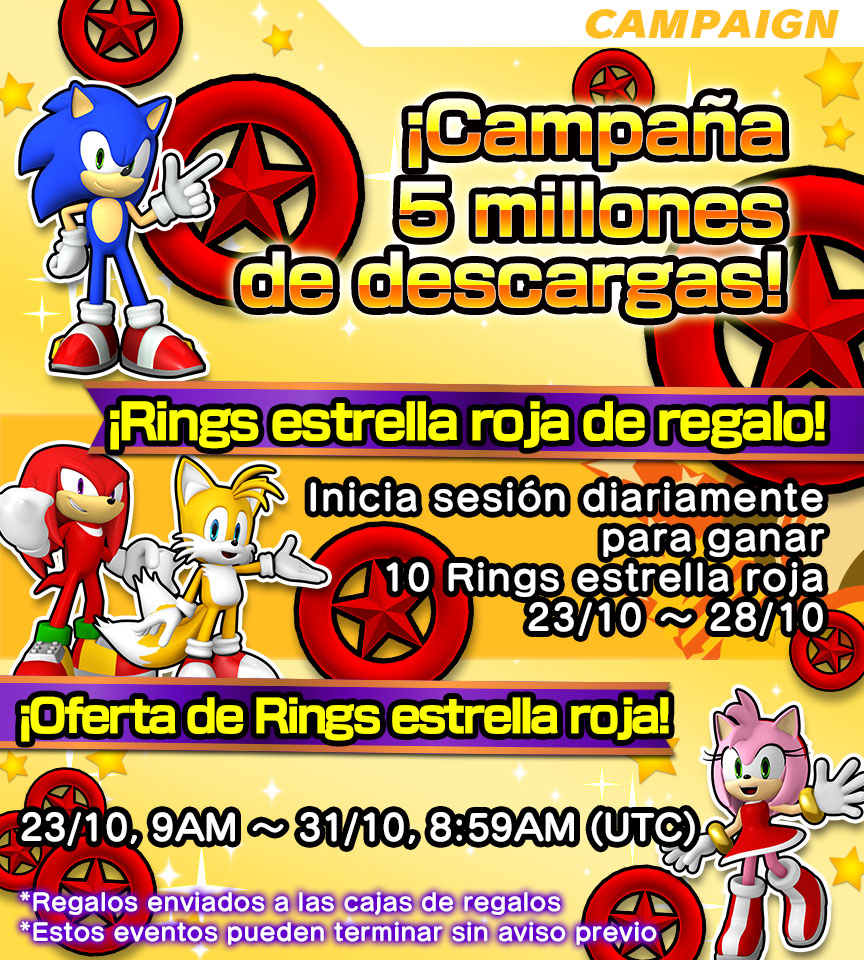 CAMPAIGN
¡Campaña
5 millones
de descargas!
¡Rings estrella roja de regalo!
Inicia sesión diariamente
para ganar
10 Rings estrella roja
23/10 ～ 28/10
¡Oferta de Rings estrella roja!
23/10, 9AM ～ 31/10, 8:59AM (UTC)
*Regalos enviados a las cajas de regalos
*Estos eventos pueden terminar sin aviso previo